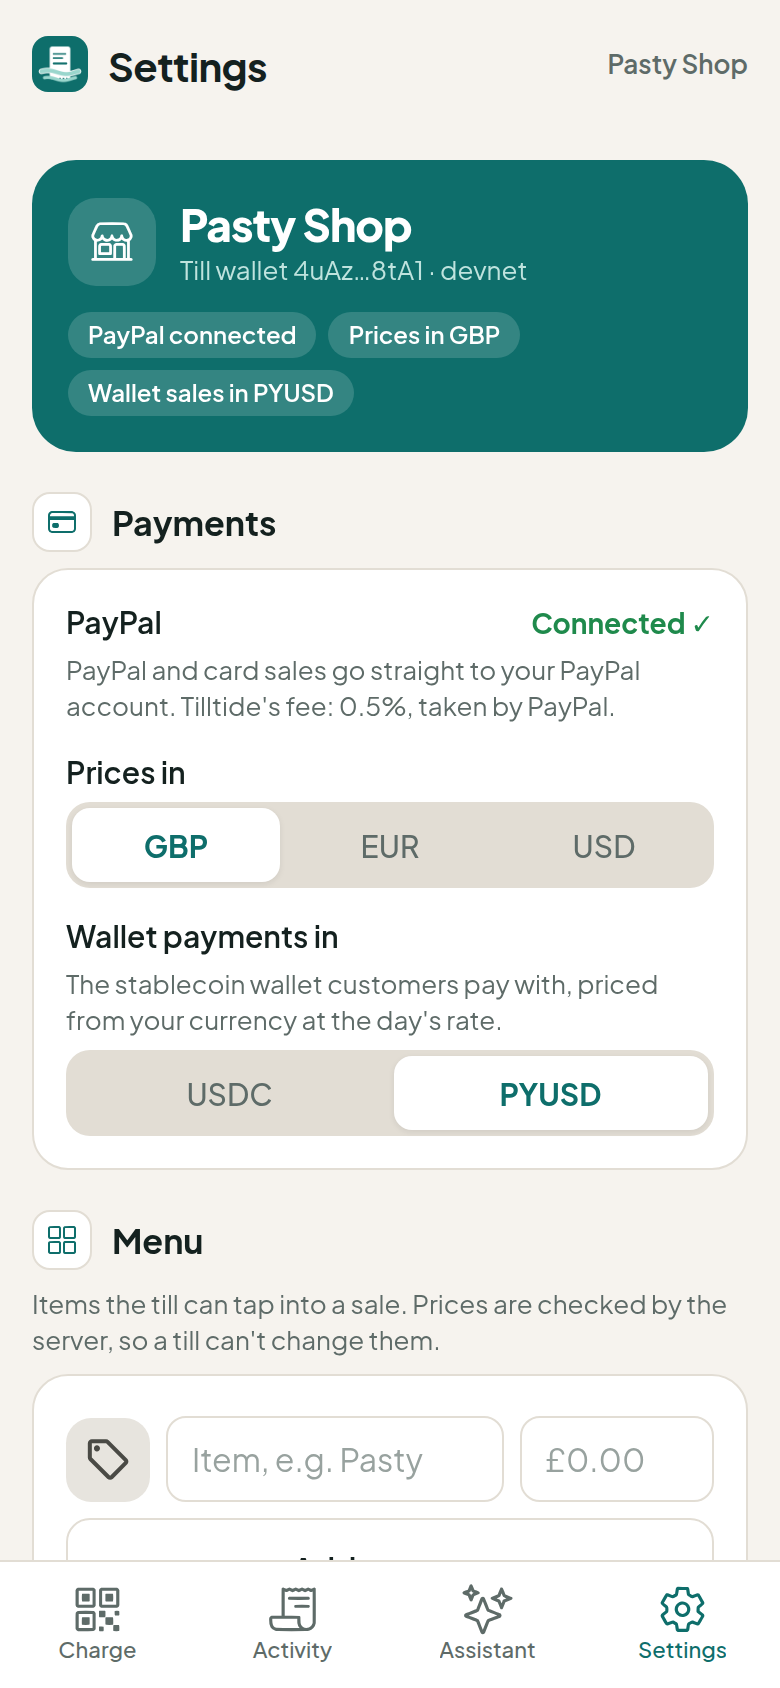 Settings
Pasty Shop
Pasty Shop
Till wallet 4uAz...8tA1 · devnet
PayPal connected
Prices in GBP
Wallet sales in PYUSD
Payments
PayPal
Connected ✓
PayPal and card sales go straight to your PayPal
account. Tilltide's fee: 0.5%, taken by PayPal.
Prices in
GBP
EUR
USD
Wallet payments in
The stablecoin wallet customers pay with, priced
from your currency at the day's rate.
USDC
PYUSD
Menu
Items the till can tap into a sale. Prices are checked by the
server, so a till can't change them.
Item, e.g. Pasty
£0.00
Charge
Activity
Assistant
Settings